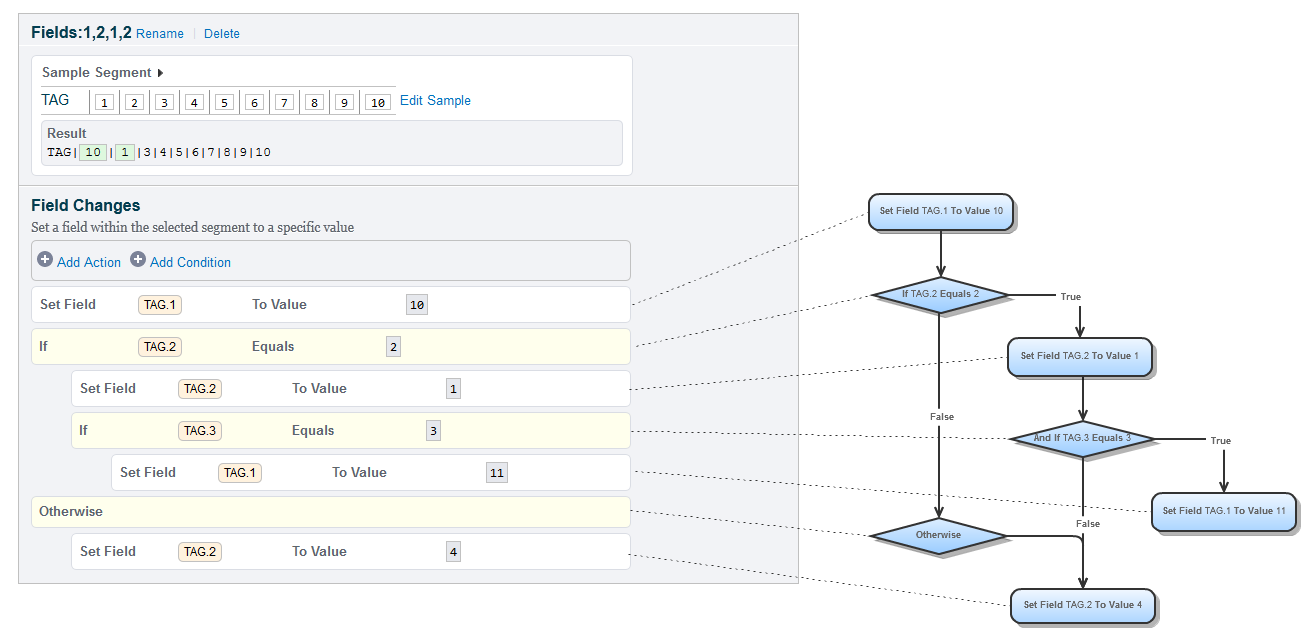 Fields:1,2,1,2 Rename Delete
Sample Segment
TAG 1 2 3 4 5 6 7 8 9 10 Edit Sample
Result
TAG| 10 | 1 |3|4|5|6|7|8|9|10
Field Changes
Set a field within the selected segment to a specific value
Add Action Add Condition
Set Field TAG.1 To Value 10
If TAG.2 Equals 2
Set Field TAG.2 To Value 1
If TAG.3 Equals 3
Set Field TAG.1 To Value 11
Otherwise
Set Field TAG.2 To Value 4
Set Field TAG.1 To Value 10
If TAG.2 Equals 2
True
Set Field TAG.2 To Value 1
False
And If TAG.3 Equals 3
True
Set Field TAG.1 To Value 11
False
Otherwise
Set Field TAG.2 To Value 4